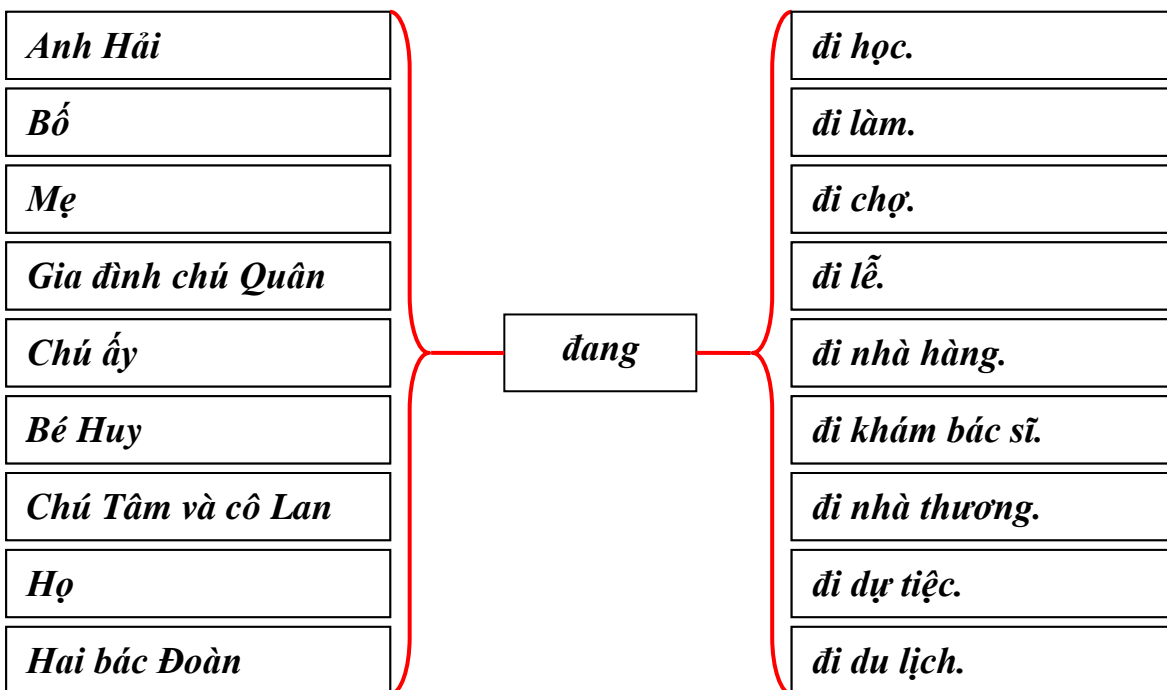 Anh Hải
Bố
Mẹ
Gia đình chú Quân
Chú ấy
Bé Huy
Chú Tâm và cô Lan
Họ
Hai bác Đoàn
đang
đi học.
đi làm.
đi chợ.
đi lễ.
đi nhà hàng.
đi khám bác sĩ.
đi nhà thương.
đi dự tiệc.
đi du lịch.